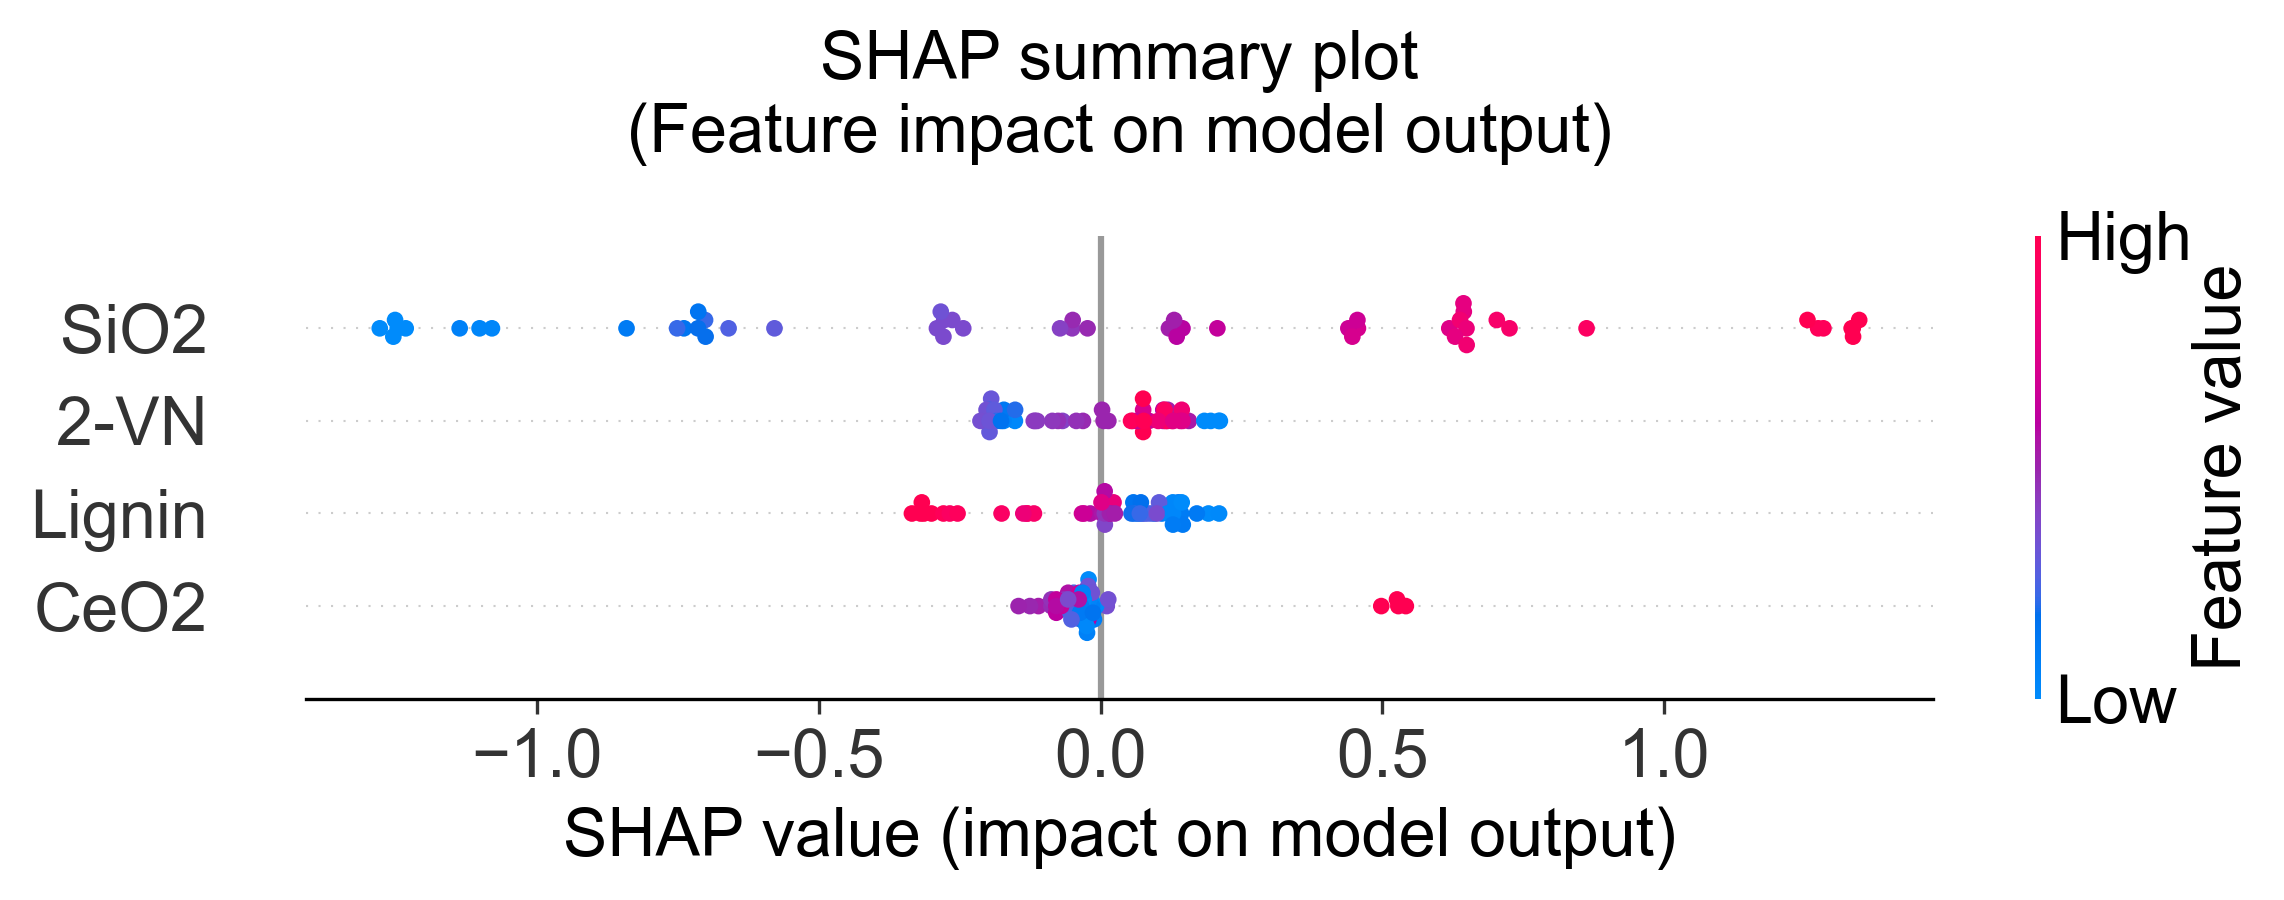 SHAP summary plot
(Feature impact on model output)
High
SiO2
2-VN
Lignin
CeO2
Feature value
Low
−1.0
−0.5
0.0
0.5
1.0
SHAP value (impact on model output)